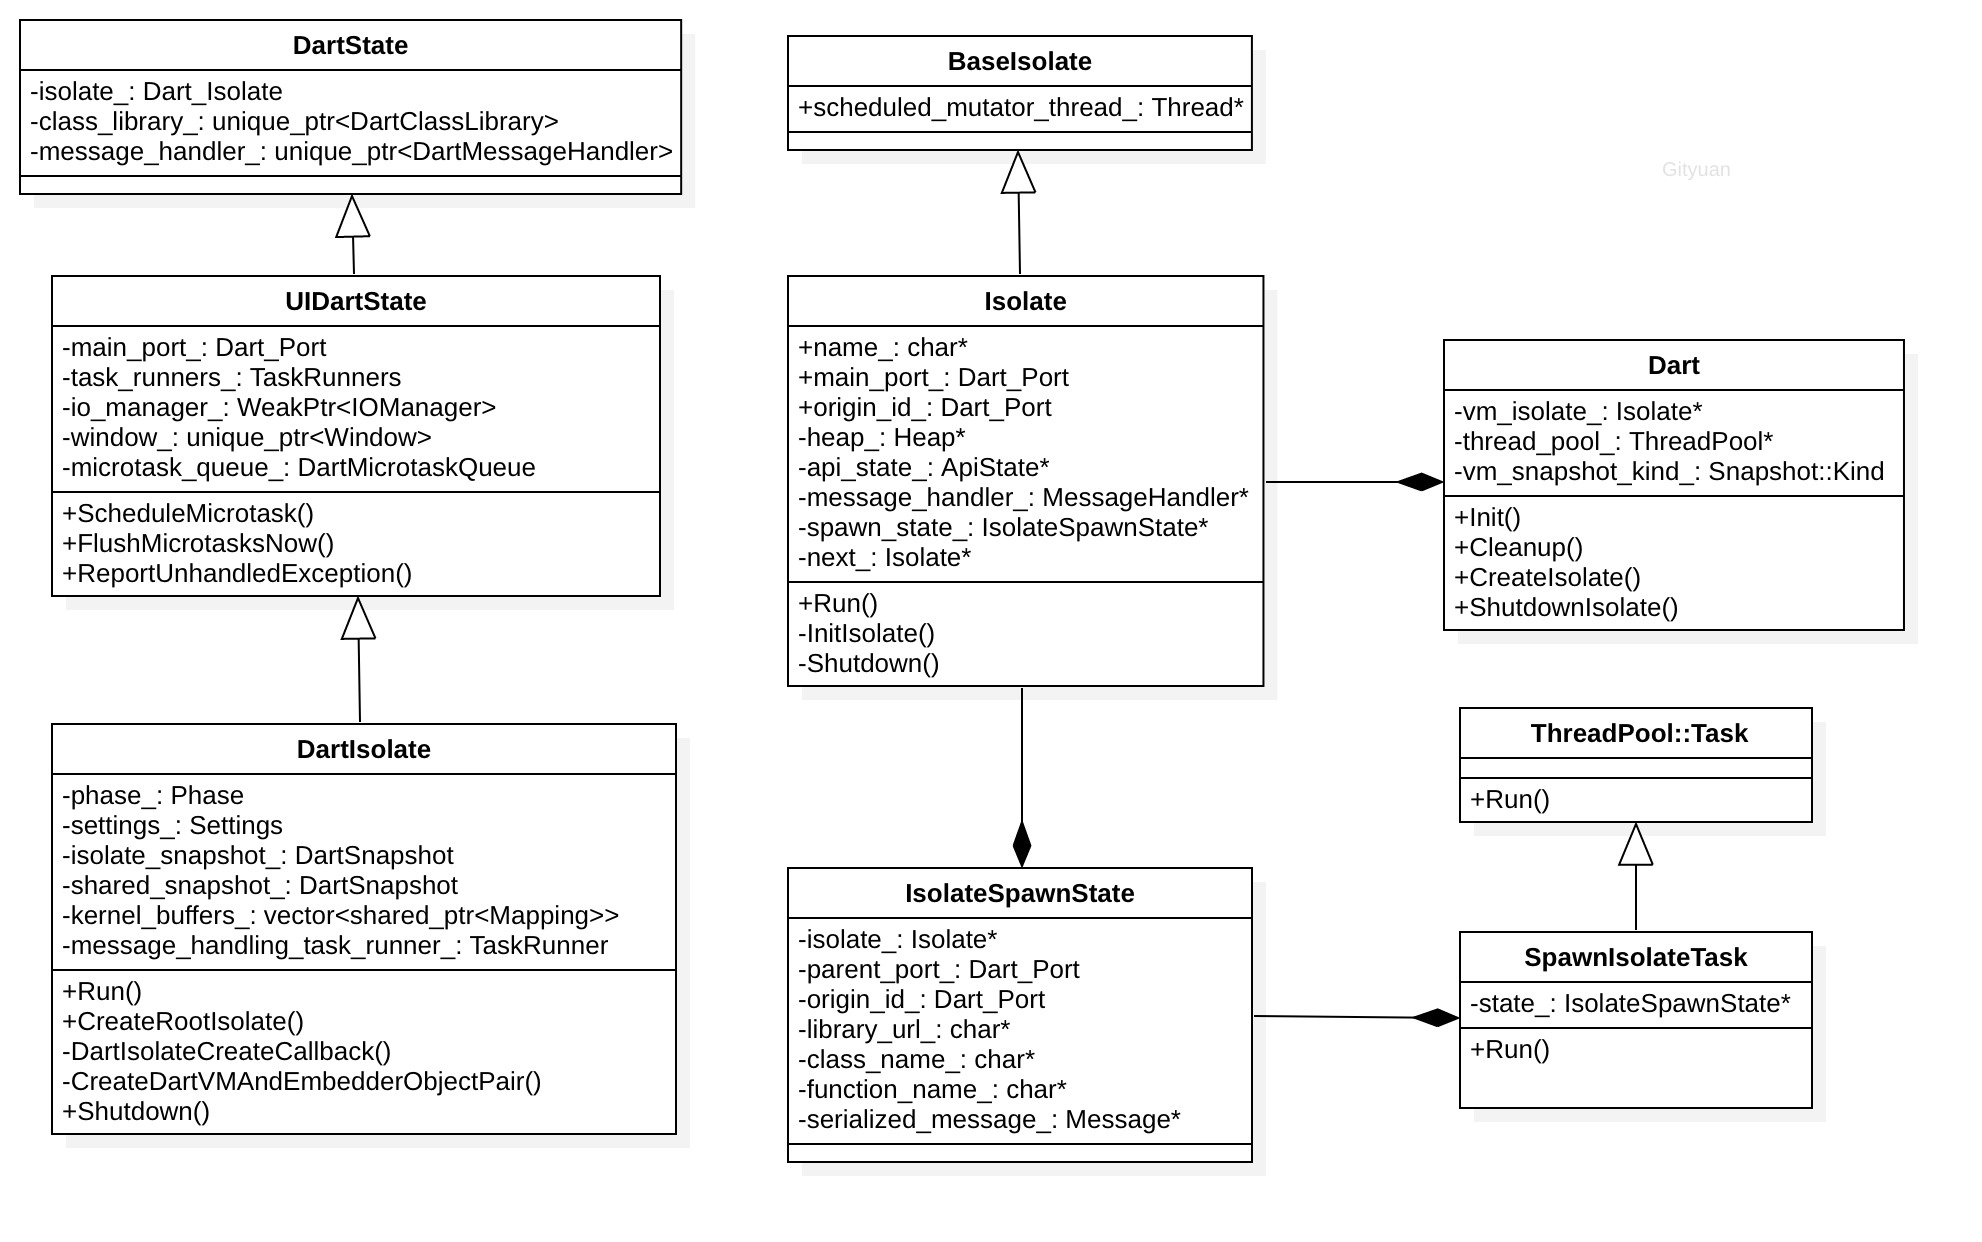 DartState
-isolate_: Dart_Isolate
-class_library_: unique_ptr<DartClassLibrary>
-message_handler_: unique_ptr<DartMessageHandler>
UIDartState
-main_port_: Dart_Port
-task_runners_: TaskRunners
-io_manager_: WeakPtr<IOManager>
-window_: unique_ptr<Window>
-microtask_queue_: DartMicrotaskQueue
+ScheduleMicrotask()
+FlushMicrotasksNow()
+ReportUnhandledException()
DartIsolate
-phase_: Phase
-settings_: Settings
-isolate_snapshot_: DartSnapshot
-shared_snapshot_: DartSnapshot
-kernel_buffers_: vector<shared_ptr<Mapping>>
-message_handling_task_runner_: TaskRunner
+Run()
+CreateRootIsolate()
-DartIsolateCreateCallback()
-CreateDartVMAndEmbedderObjectPair()
+Shutdown()
BaseIsolate
+scheduled_mutator_thread_: Thread*
Isolate
+name_: char*
+main_port_: Dart_Port
+origin_id_: Dart_Port
-heap_: Heap*
-api_state_: ApiState*
-message_handler_: MessageHandler*
-spawn_state_: IsolateSpawnState*
-next_: Isolate*
+Run()
-InitIsolate()
-Shutdown()
IsolateSpawnState
-isolate_: Isolate*
-parent_port_: Dart_Port
-origin_id_: Dart_Port
-library_url_: char*
-class_name_: char*
-function_name_: char*
-serialized_message_: Message*
Gityuan
Dart
-vm_isolate_: Isolate*
-thread_pool_: ThreadPool*
-vm_snapshot_kind_: Snapshot::Kind
+Init()
+Cleanup()
+CreateIsolate()
+ShutdownIsolate()
ThreadPool::Task
+Run()
SpawnIsolateTask
-state_: IsolateSpawnState*
+Run()